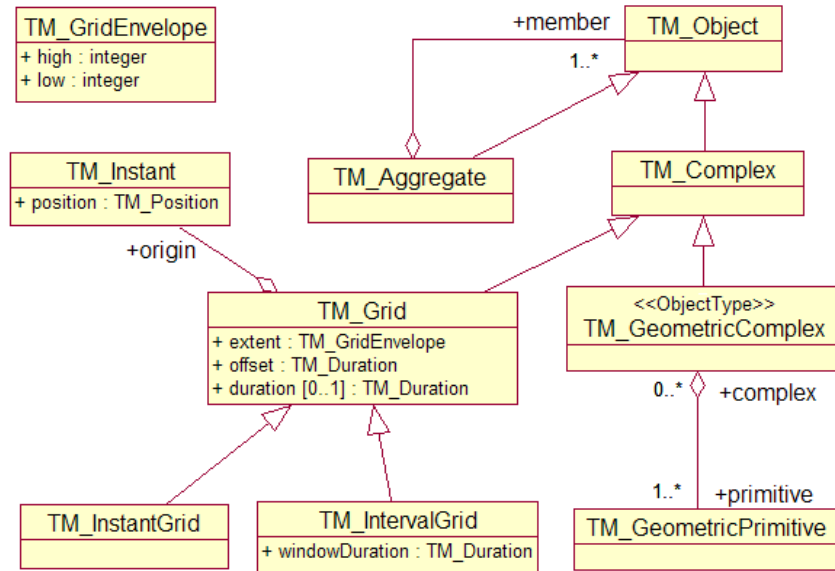 TM_GridEnvelope
+ high : integer
+ low : integer
+member
TM_Object
1..*
TM_Instant
+ position : TM_Position
TM_Aggregate
TM_Complex
+origin
TM_Grid
+ extent : TM_GridEnvelope
+ offset : TM_Duration
+ duration [0..1] : TM_Duration
<<ObjectType>>
TM_GeometricComplex
0..*
+complex
1..*
+primitive
TM_InstantGrid
TM_IntervalGrid
+ windowDuration : TM_Duration
TM_GeometricPrimitive